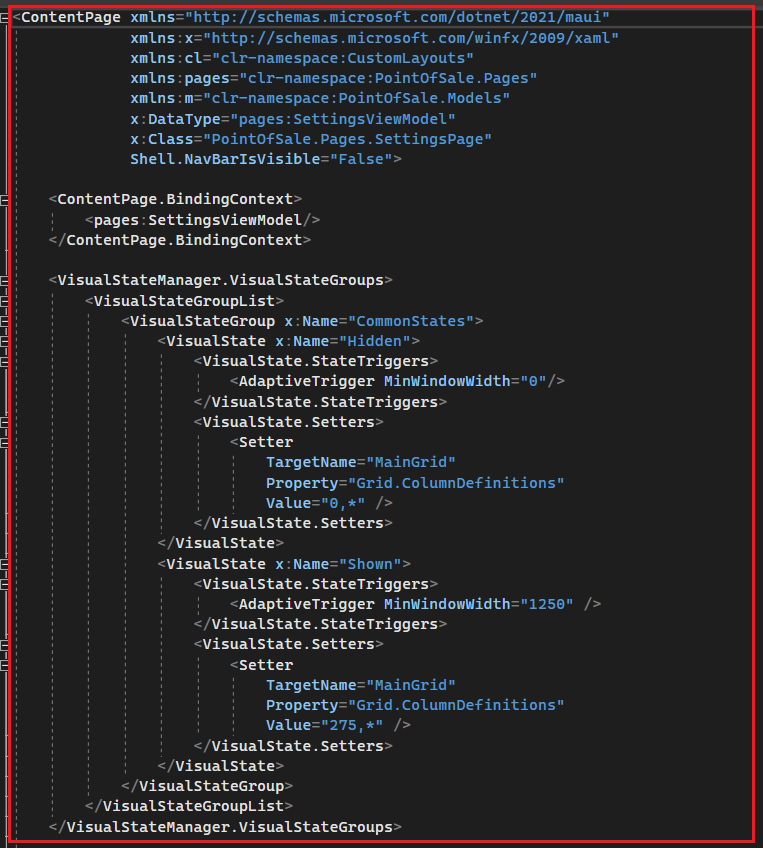 <ContentPage xmlns="http://schemas.microsoft.com/dotnet/2021/maui"
             xmlns:x="http://schemas.microsoft.com/winfx/2009/xaml"
             xmlns:cl="clr-namespace:CustomLayouts"
             xmlns:pages="clr-namespace:PointOfSale.Pages"
             xmlns:m="clr-namespace:PointOfSale.Models"
             x:DataType="pages:SettingsViewModel"
             x:Class="PointOfSale.Pages.SettingsPage"
             Shell.NavBarIsVisible="False">

    <ContentPage.BindingContext>
        <pages:SettingsViewModel/>
    </ContentPage.BindingContext>

    <VisualStateManager.VisualStateGroups>
        <VisualStateGroupList>
            <VisualStateGroup x:Name="CommonStates">
                <VisualState x:Name="Hidden">
                    <VisualState.StateTriggers>
                        <AdaptiveTrigger MinWindowWidth="0"/>
                    </VisualState.StateTriggers>
                    <VisualState.Setters>
                        <Setter
                            TargetName="MainGrid"
                            Property="Grid.ColumnDefinitions"
                            Value="0,*" />
                    </VisualState.Setters>
                </VisualState>
                <VisualState x:Name="Shown">
                    <VisualState.StateTriggers>
                        <AdaptiveTrigger MinWindowWidth="1250" />
                    </VisualState.StateTriggers>
                    <VisualState.Setters>
                        <Setter
                            TargetName="MainGrid"
                            Property="Grid.ColumnDefinitions"
                            Value="275,*" />
                    </VisualState.Setters>
                </VisualState>
            </VisualStateGroup>
        </VisualStateGroupList>
    </VisualStateManager.VisualStateGroups>